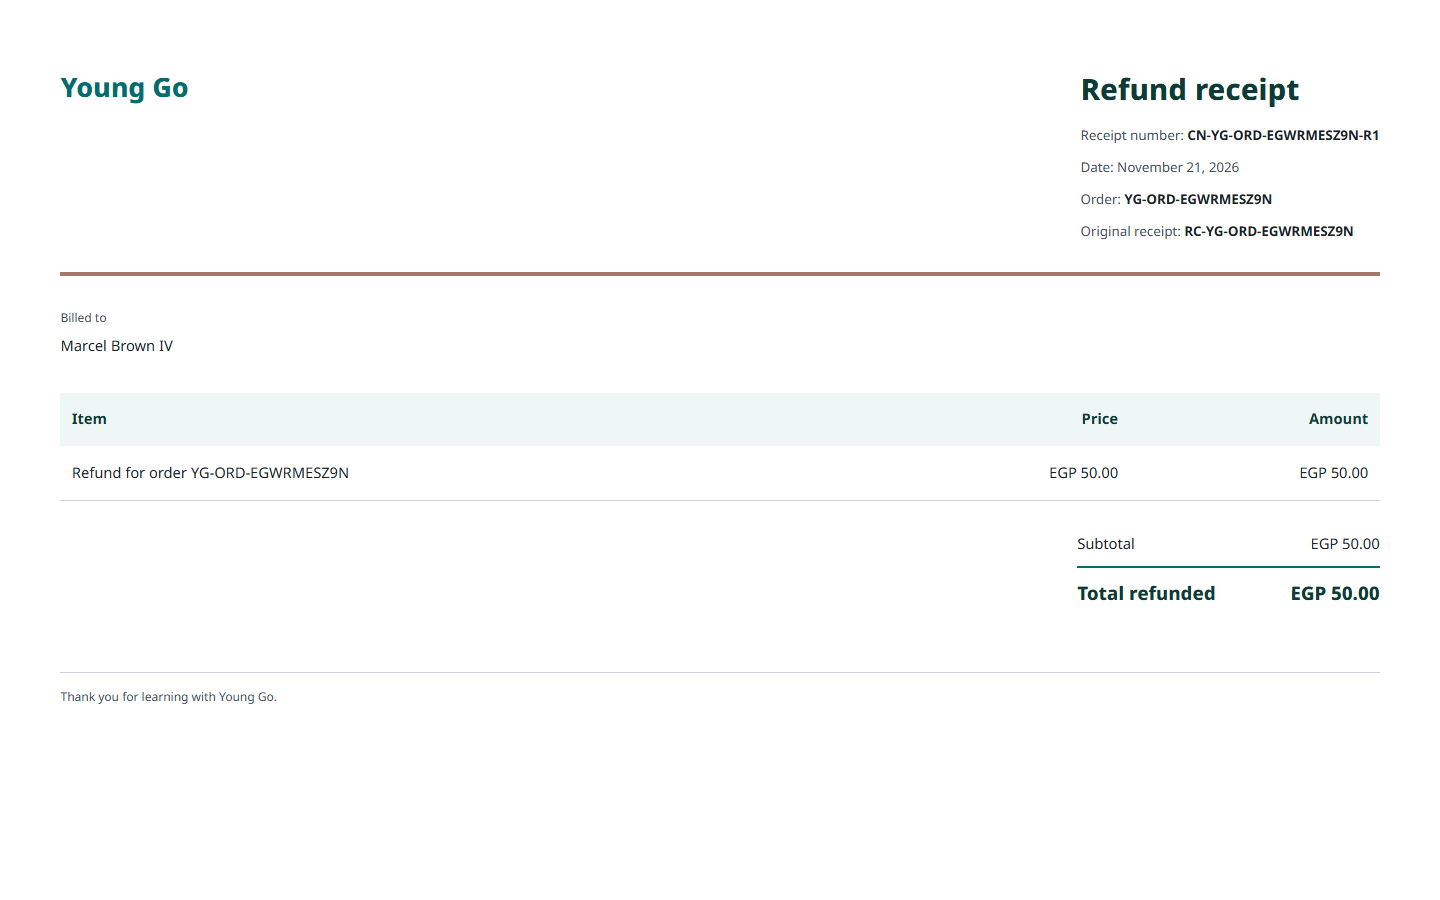 Young Go
Refund receipt
Receipt number: CN-YG-ORD-EGWRMESZ9N-R1
Date: November 21, 2026
Order: YG-ORD-EGWRMESZ9N
Original receipt: RC-YG-ORD-EGWRMESZ9N
Billed to
Marcel Brown IV
Item Price Amount
Refund for order YG-ORD-EGWRMESZ9N EGP 50.00 EGP 50.00
Subtotal EGP 50.00
Total refunded EGP 50.00
Thank you for learning with Young Go.